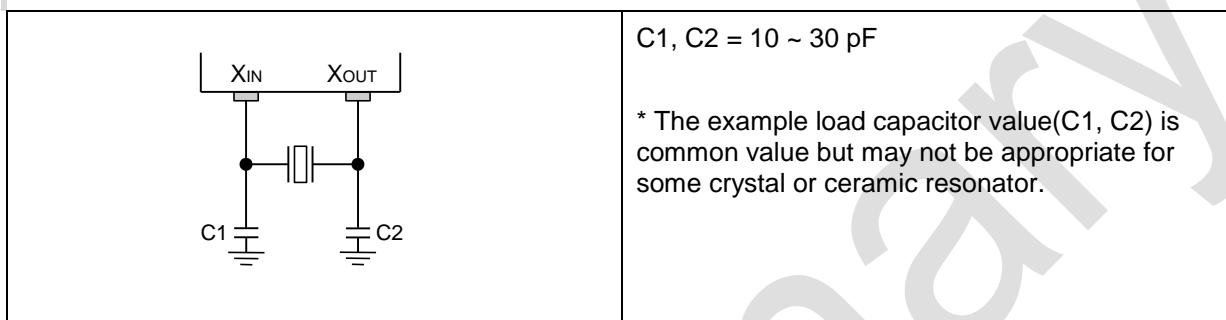 XIN XOUT
C1 C2
C1, C2 = 10 ~ 30 pF
* The example load capacitor value(C1, C2) is
common value but may not be appropriate for
some crystal or ceramic resonator.